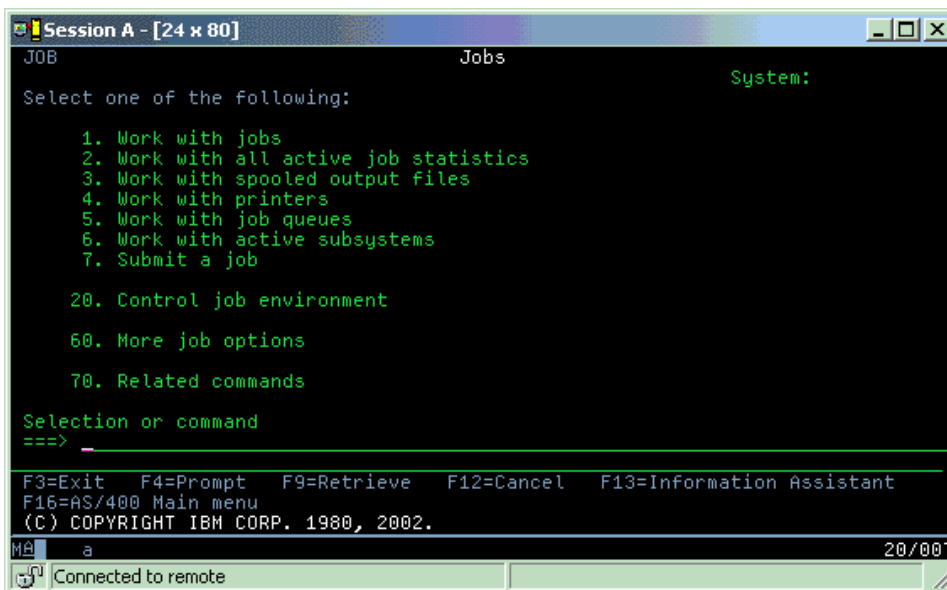 Session A - [24 x 80]
JOB Jobs
System:
Select one of the following:
1. Work with jobs
2. Work with all active job statistics
3. Work with spooled output files
4. Work with printers
5. Work with job queues
6. Work with active subsystems
7. Submit a job
20. Control job environment
60. More job options
70. Related commands
Selection or command
===>
F3=Exit F4=Prompt F9=Retrieve F12=Cancel F13=Information Assistant
F16=AS/400 Main menu
(C) COPYRIGHT IBM CORP. 1980, 2002.
MA a 20/007
Connected to remote